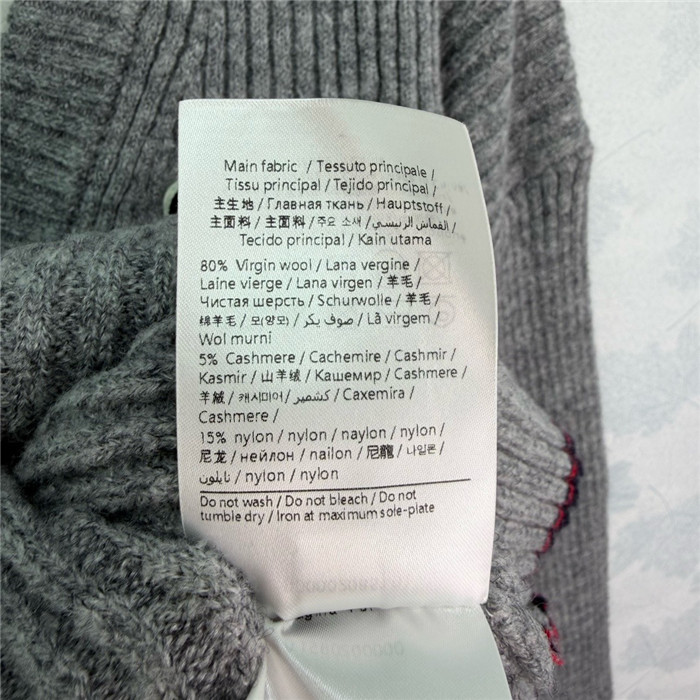 Main fabric / Tessuto principale /
Tissu principal / Tejido principal /
主生地 / Главная ткань / Hauptstoff /
主面料 / 主面料 / 주요 소재 / القماش الرئيسي /
Tecido principal / Kain utama
80% Virgin wool / Lana vergine /
Laine vierge / Lana virgen / 羊毛 /
Чистая шерсть / Schurwolle / 羊毛 /
绵羊毛 / 모(양모) / صوف بكر / Lã virgem /
Wol murni
5% Cashmere / Cachemire / Cashmir /
Kasmir / 山羊绒 / Кашемир / Cashmere /
羊絨 / 캐시미어 / كشمير / Caxemira /
Cashmere /
15% nylon / nylon / naylon / nylon /
尼龙 / нейлон / nailon / 尼龍 / 나일론 /
نايلون / nylon / nylon
Do not wash / Do not bleach / Do not
tumble dry / Iron at maximum sole-plate